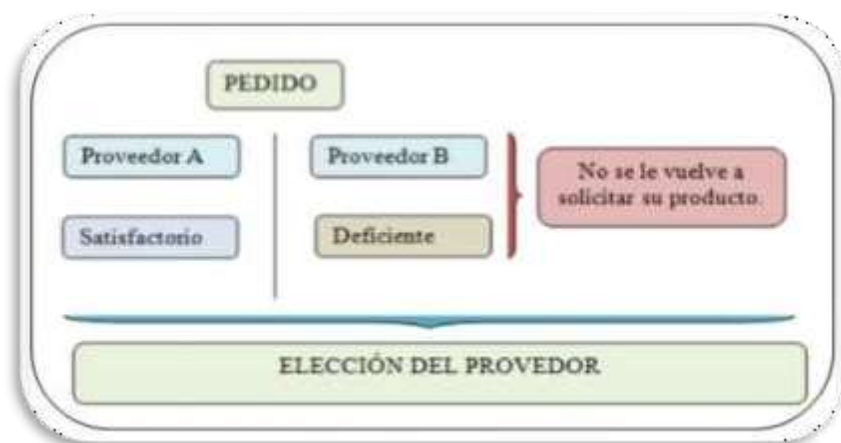 PEDIDO
Proveedor A
Proveedor B
No se le vuelve a
solicitar su producto.
Satisfactorio
Deficiente
ELECCIÓN DEL PROVEDOR